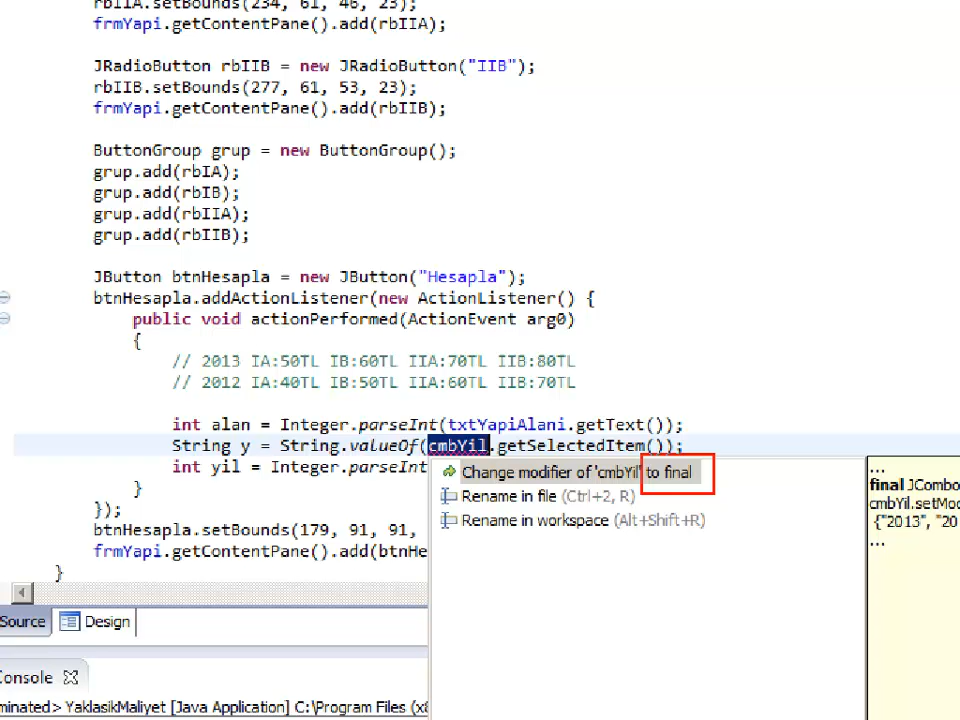 rbIIA.setBounds(234, 61, 46, 23);
frmYapi.getContentPane().add(rbIIA);
JRadioButton rbIIB = new JRadioButton("IIB");
rbIIB.setBounds(277, 61, 53, 23);
frmYapi.getContentPane().add(rbIIB);
ButtonGroup grup = new ButtonGroup();
grup.add(rbIA);
grup.add(rbIB);
grup.add(rbIIA);
grup.add(rbIIB);
JButton btnHesapla = new JButton("Hesapla");
btnHesapla.addActionListener(new ActionListener() {
public void actionPerformed(ActionEvent arg0)
{
// 2013 IA:50TL IB:60TL IIA:70TL IIB:80TL
// 2012 IA:40TL IB:50TL IIA:60TL IIB:70TL
int alan = Integer.parseInt(txtYapiAlani.getText());
String y = String.valueOf(cmbYil.getSelectedItem());
int yil = Integer.parseInt
}
});
btnHesapla.setBounds(179, 91, 91,
frmYapi.getContentPane().add(btnHe
}
Change modifier of 'cmbYil' to final
Rename in file (Ctrl+2, R)
Rename in workspace (Alt+Shift+R)
...
final JCombo
cmbYil.setMod
{"2013", "20
...
Source Design
Console
minated> YaklasikMaliyet [Java Application] C:\Program Files (x8